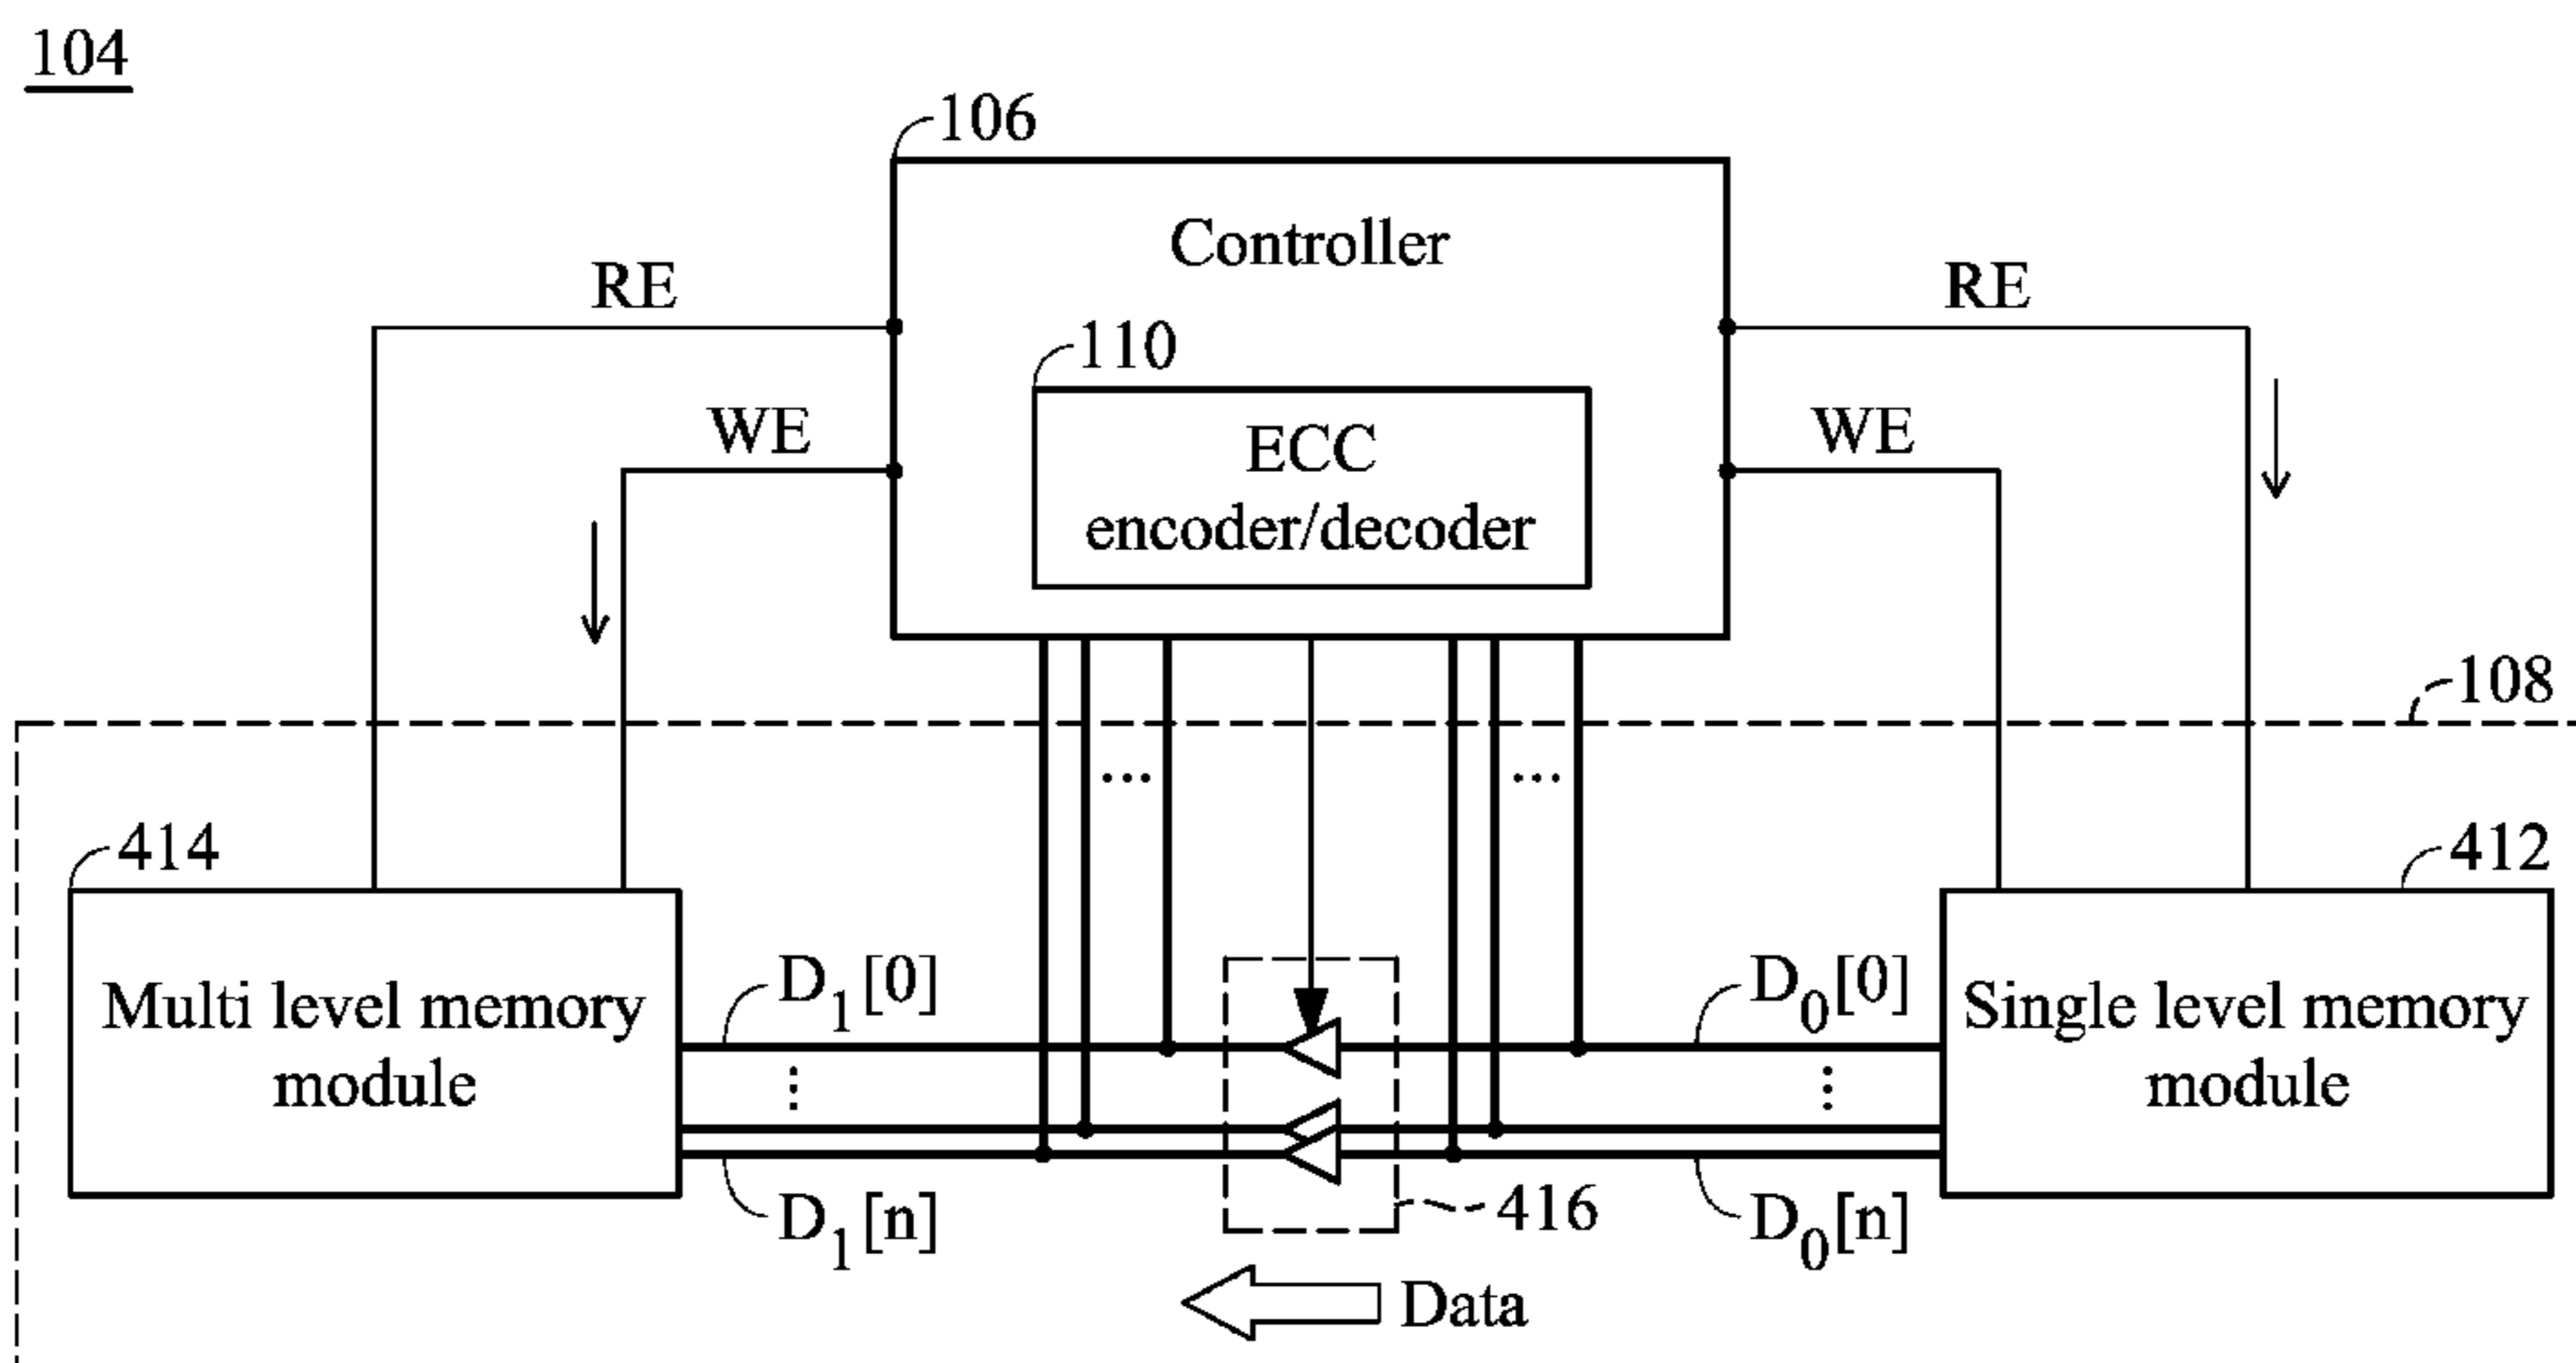 104
106
Controller
RE
RE
110
WE
WE
ECC
encoder/decoder
108
...
...
414
412
D1[0]
D0[0]
Multi level memory
module
Single level memory
module
D1[n]
416
D0[n]
Data